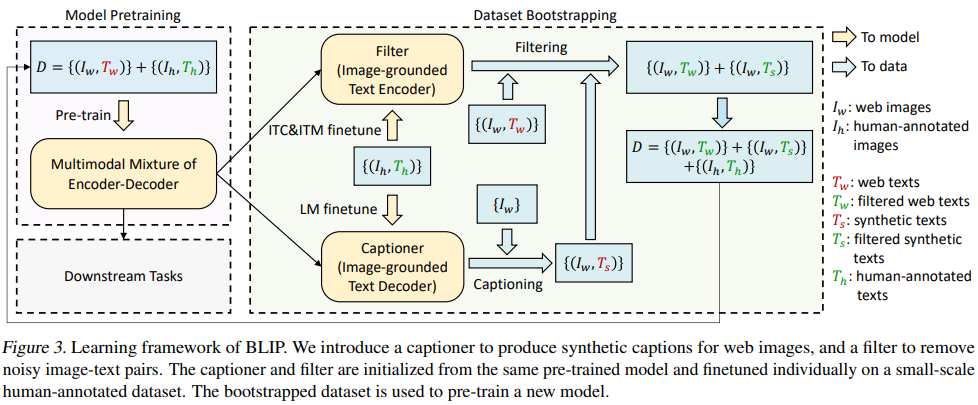 Model Pretraining
D = {(I_w, T_w)} + {(I_h, T_h)}
Pre-train
Multimodal Mixture of
Encoder-Decoder
Downstream Tasks
Dataset Bootstrapping
Filter
(Image-grounded
Text Encoder)
Filtering
ITC&ITM finetune
{(I_h, T_h)}
LM finetune
Captioner
(Image-grounded
Text Decoder)
Captioning
{(I_w, T_w)}
{I_w}
{(I_w, T_s)}
{(I_w, T_w)} + {(I_w, T_s)}
D = {(I_w, T_w)} + {(I_w, T_s)}
+{(I_h, T_h)}
To model
To data
I_w: web images
I_h: human-annotated
images
T_w: web texts
T_w: filtered web texts
T_s: synthetic texts
T_s: filtered synthetic
texts
T_h: human-annotated
texts
Figure 3. Learning framework of BLIP. We introduce a captioner to produce synthetic captions for web images, and a filter to remove
noisy image-text pairs. The captioner and filter are initialized from the same pre-trained model and finetuned individually on a small-scale
human-annotated dataset. The bootstrapped dataset is used to pre-train a new model.